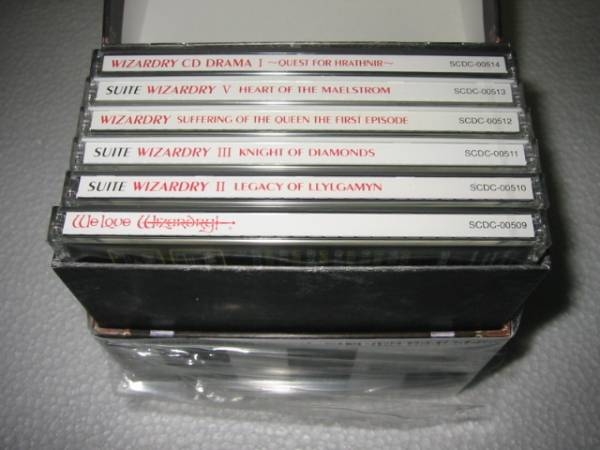 WIZARDRY CD DRAMA I ~QUEST FOR HRATHNIR~ SCDC-00514
SUITE WIZARDRY V HEART OF THE MAELSTROM SCDC-00513
WIZARDRY SUFFERING OF THE QUEEN THE FIRST EPISODE SCDC-00512
SUITE WIZARDRY III KNIGHT OF DIAMONDS SCDC-00511
SUITE WIZARDRY II LEGACY OF LLYLGAMYN SCDC-00510
We love Wizardry! SCDC-00509